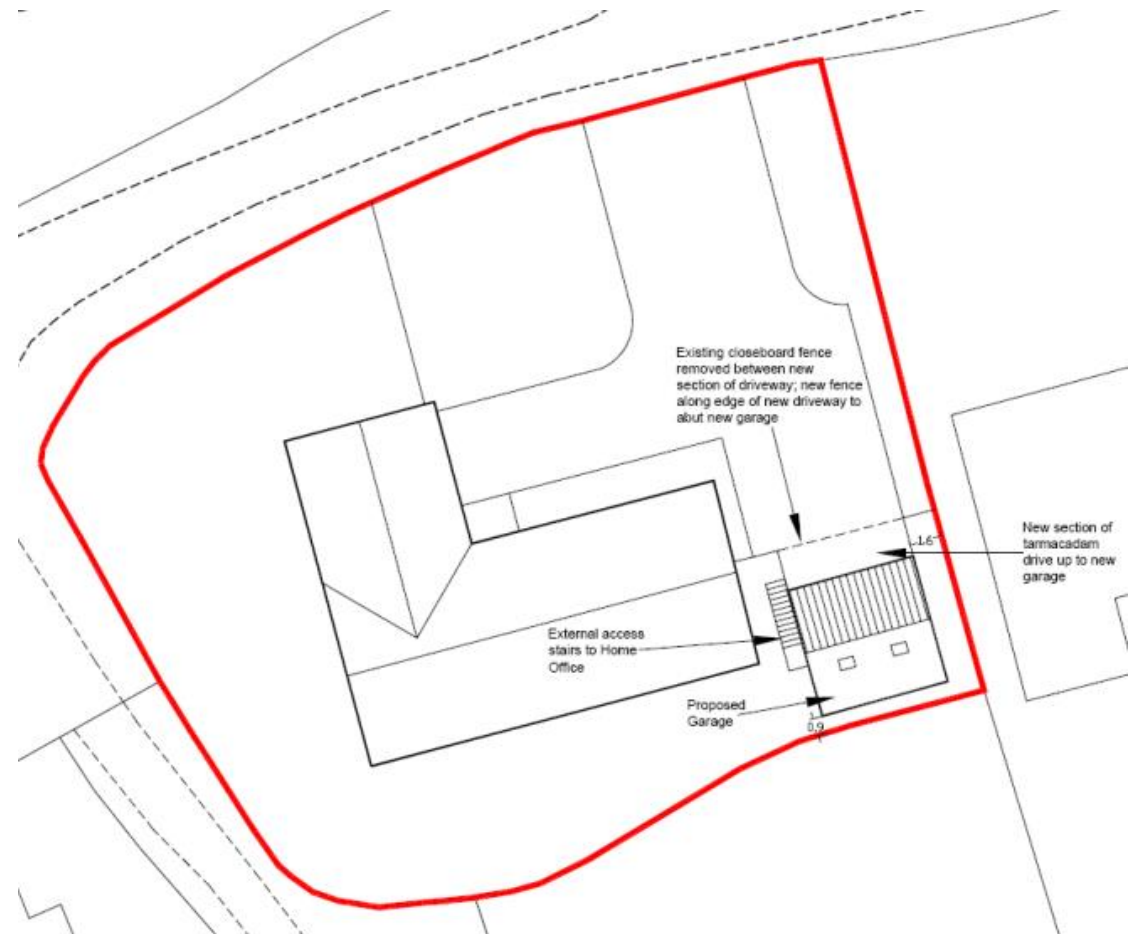 Existing closeboard fence
removed between new
section of driveway; new fence
along edge of new driveway to
abut new garage
1.6
New section of
tarmacadam
drive up to new
garage
External access
stairs to Home
Office
Proposed
Garage
0.9